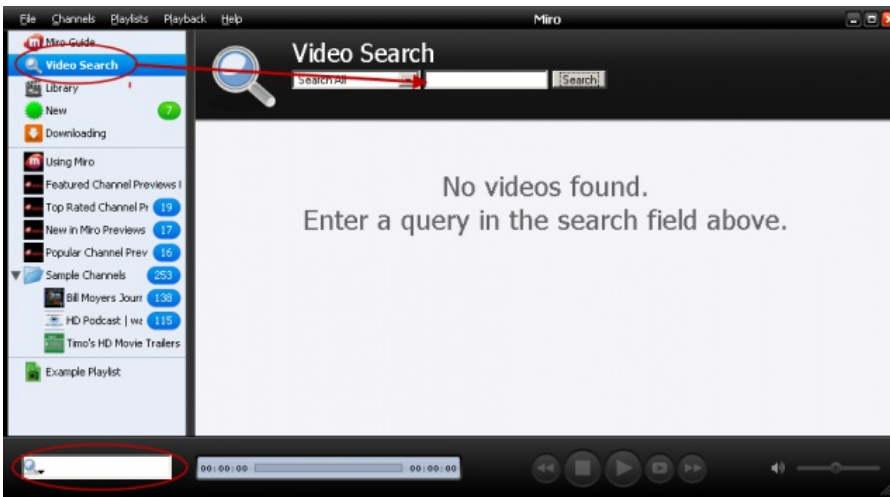 File Channels Playlists Playback Help
Miro
Miro Guide
Video Search
Library
New 7
Downloading
Using Miro
Featured Channel Previews
Top Rated Channel Pr 19
New in Miro Previews 17
Popular Channel Prev 16
Sample Channels 253
Bill Moyers Journ 138
HD Podcast | wa 115
Timo's HD Movie Trailers
Example Playlist
Video Search
Search All
Search
No videos found.
Enter a query in the search field above.
00:00:00 00:00:00